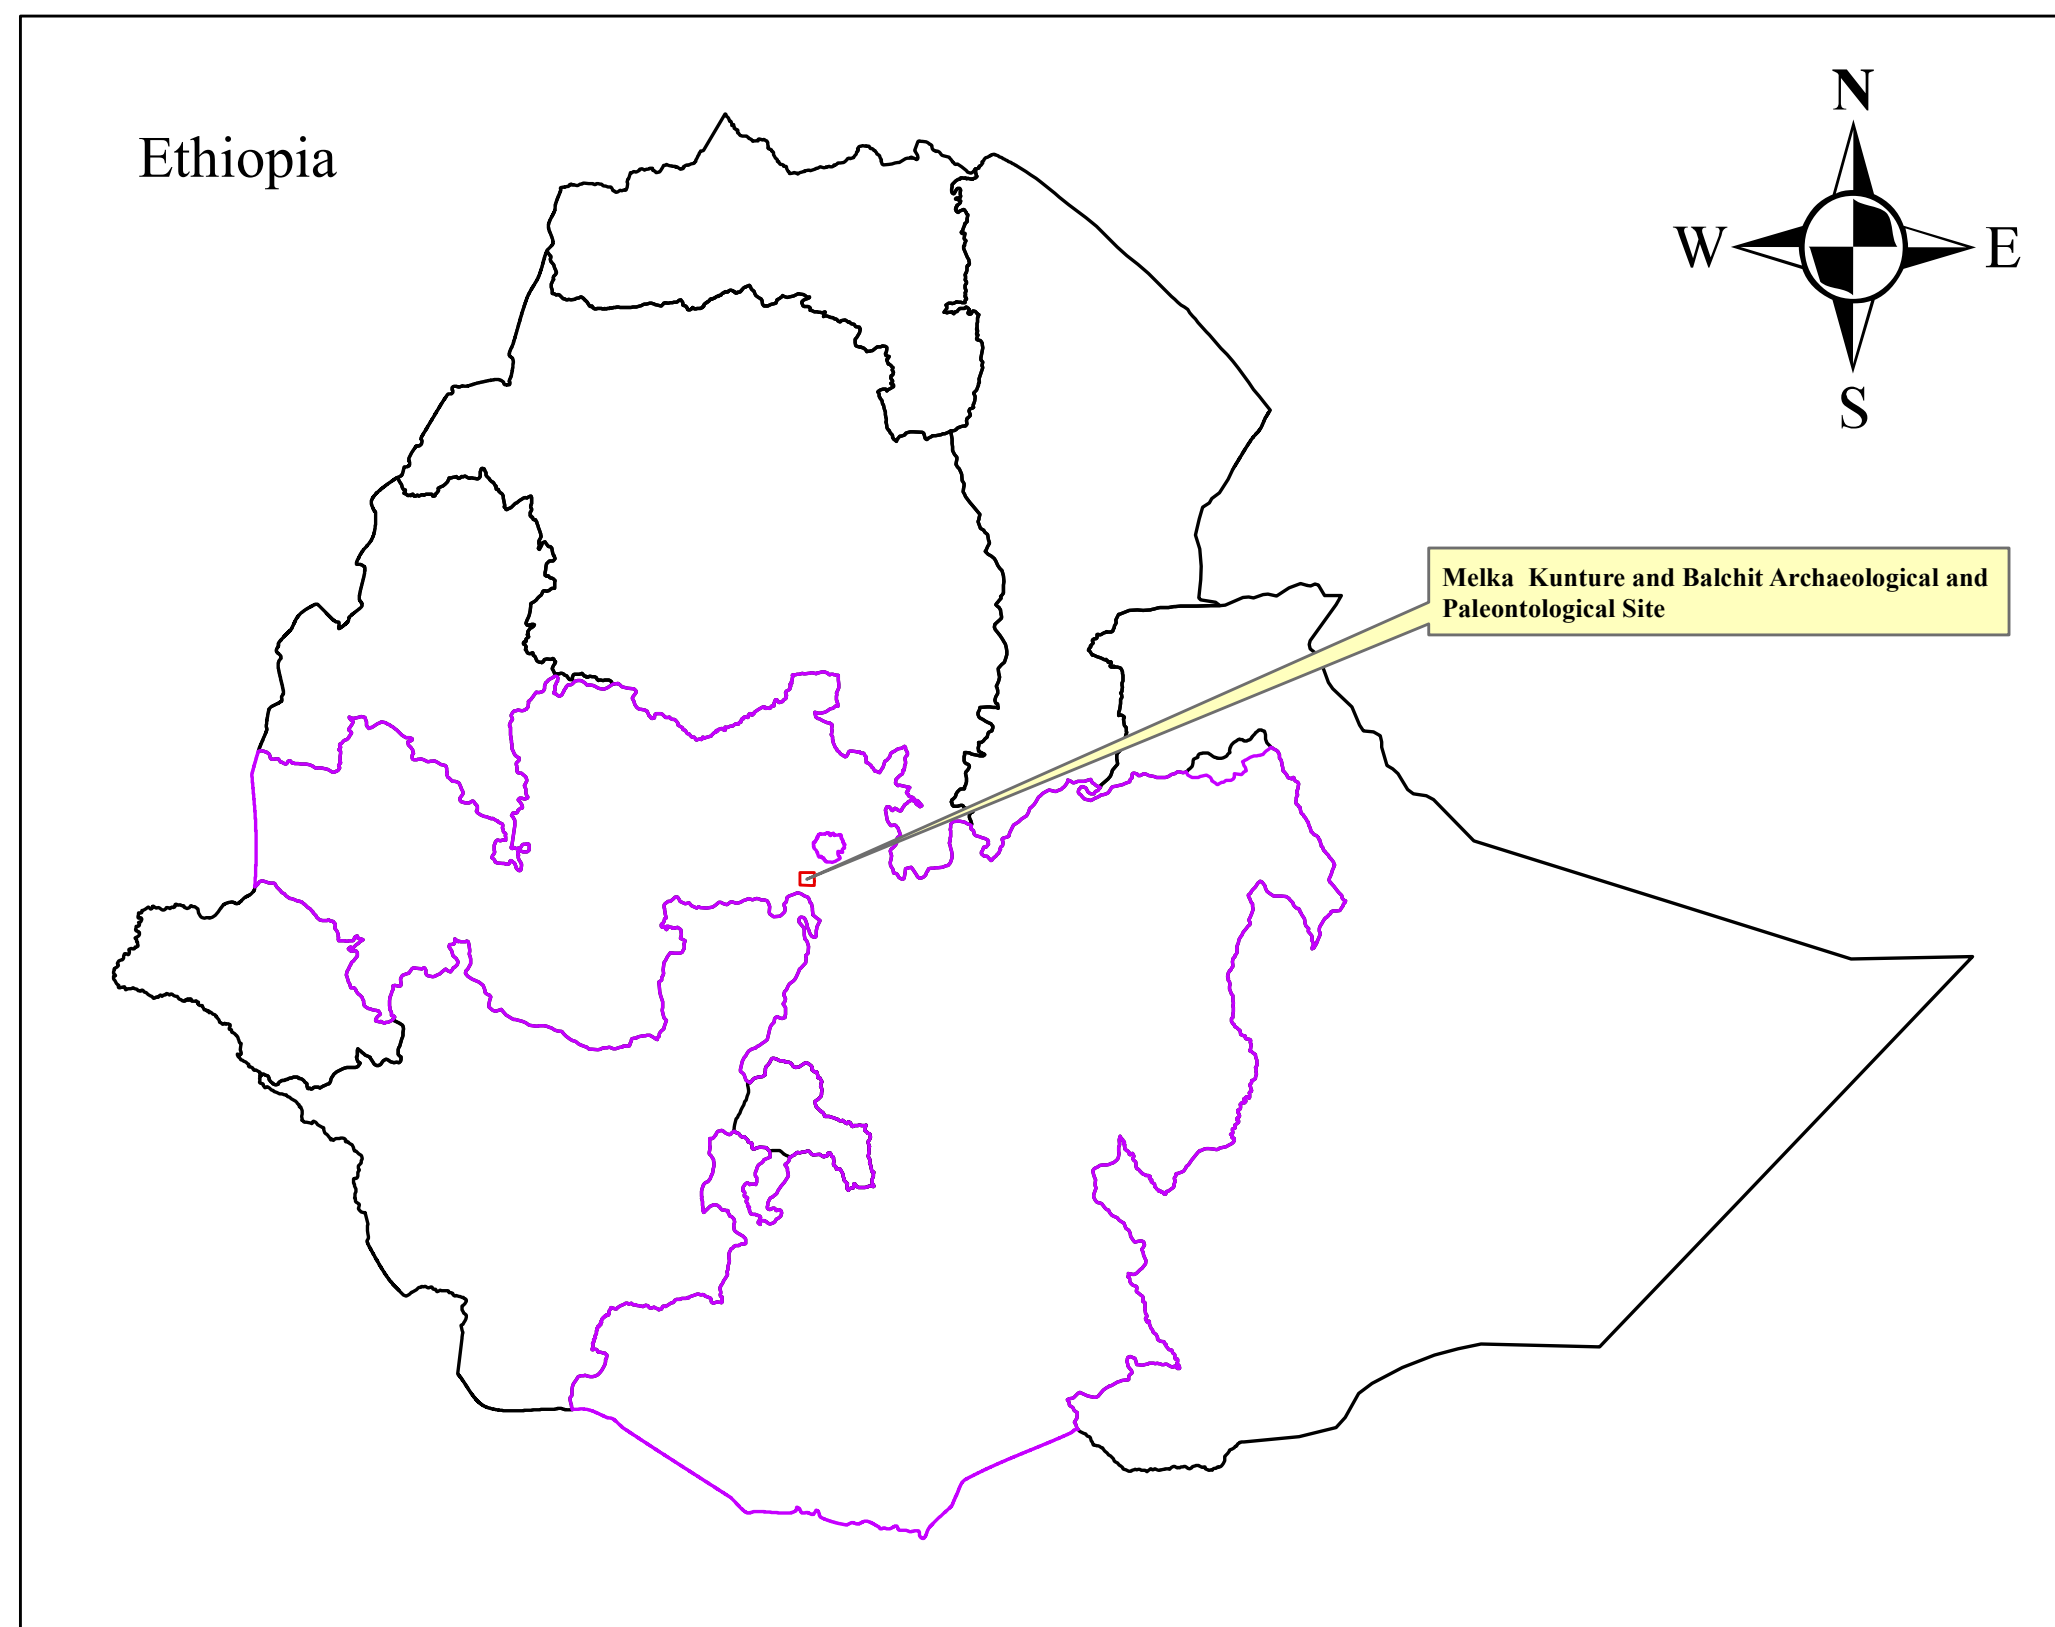 Ethiopia
N
W
E
S
Melka Kunture and Balchit Archaeological and
Paleontological Site